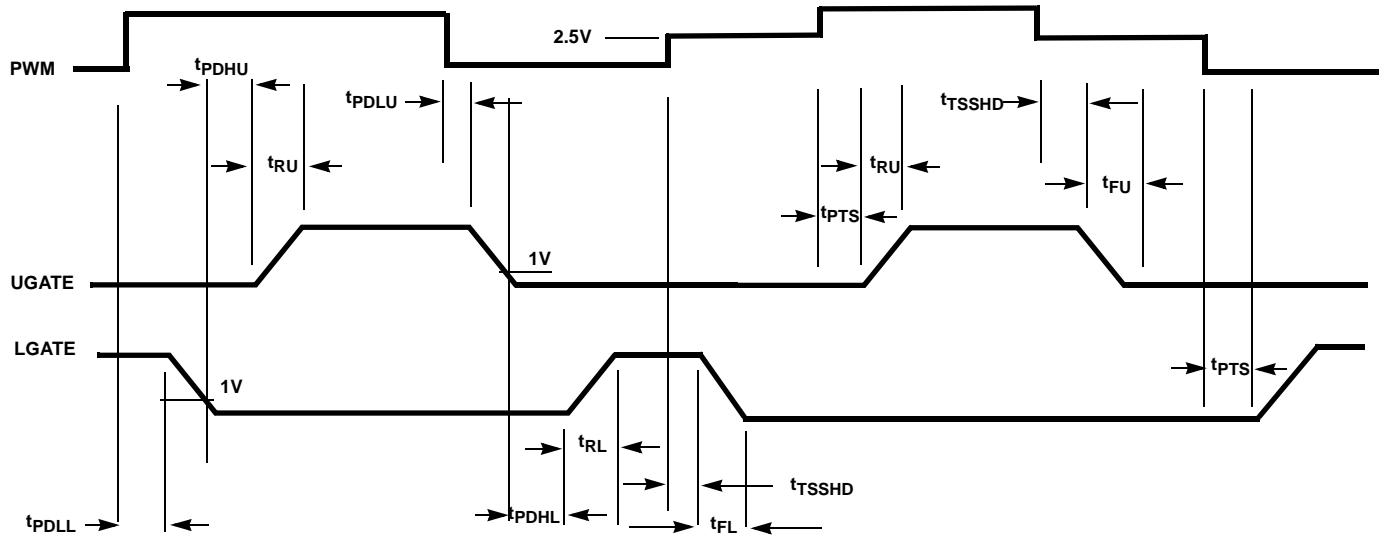 2.5V
PWM
tPDHU
tPDLU
tTSSHD
tRU
tRU
tFU
tPTS
1V
UGATE
LGATE
tPTS
1V
tRL
tTSSHD
tPDLL
tPDHL
tFL